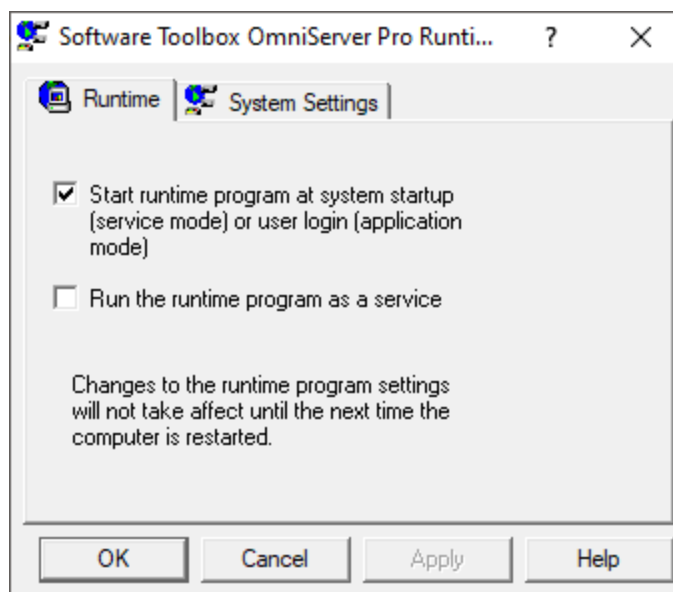 Software Toolbox OmniServer Pro Runti... ?
Runtime System Settings
Start runtime program at system startup
(service mode) or user login (application
mode)
Run the runtime program as a service
Changes to the runtime program settings
will not take affect until the next time the
computer is restarted.
OK Cancel Apply Help